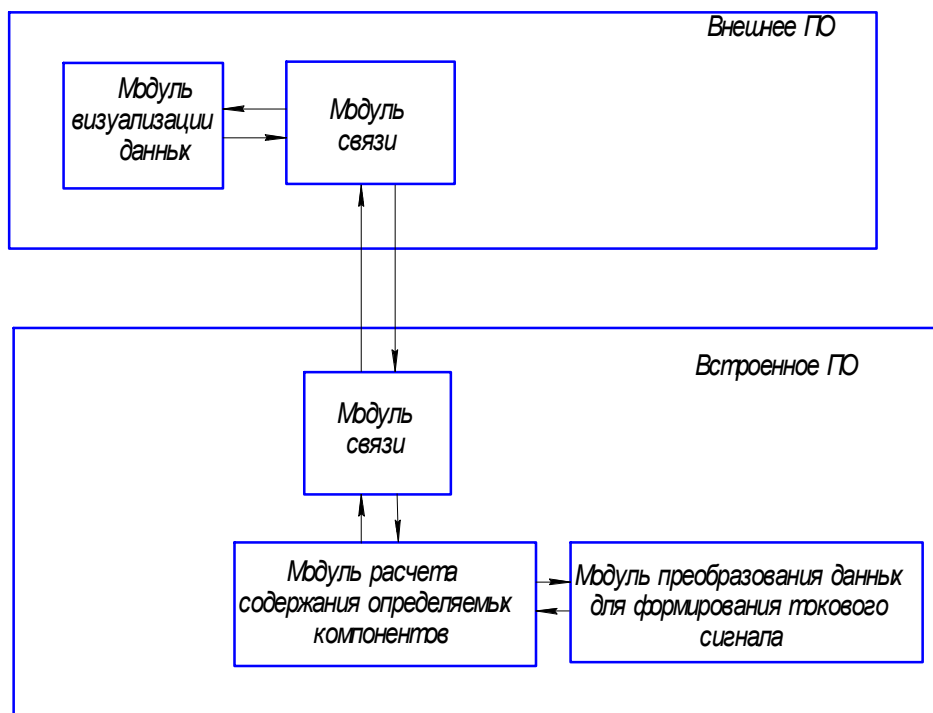 Внешнее ПО
Модуль
визуализации
данных
Модуль
связи
Встроенное ПО
Модуль
связи
Модуль расчета
содержания определяемых
компонентов
Модуль преобразования данных
для формирования токового
сигнала